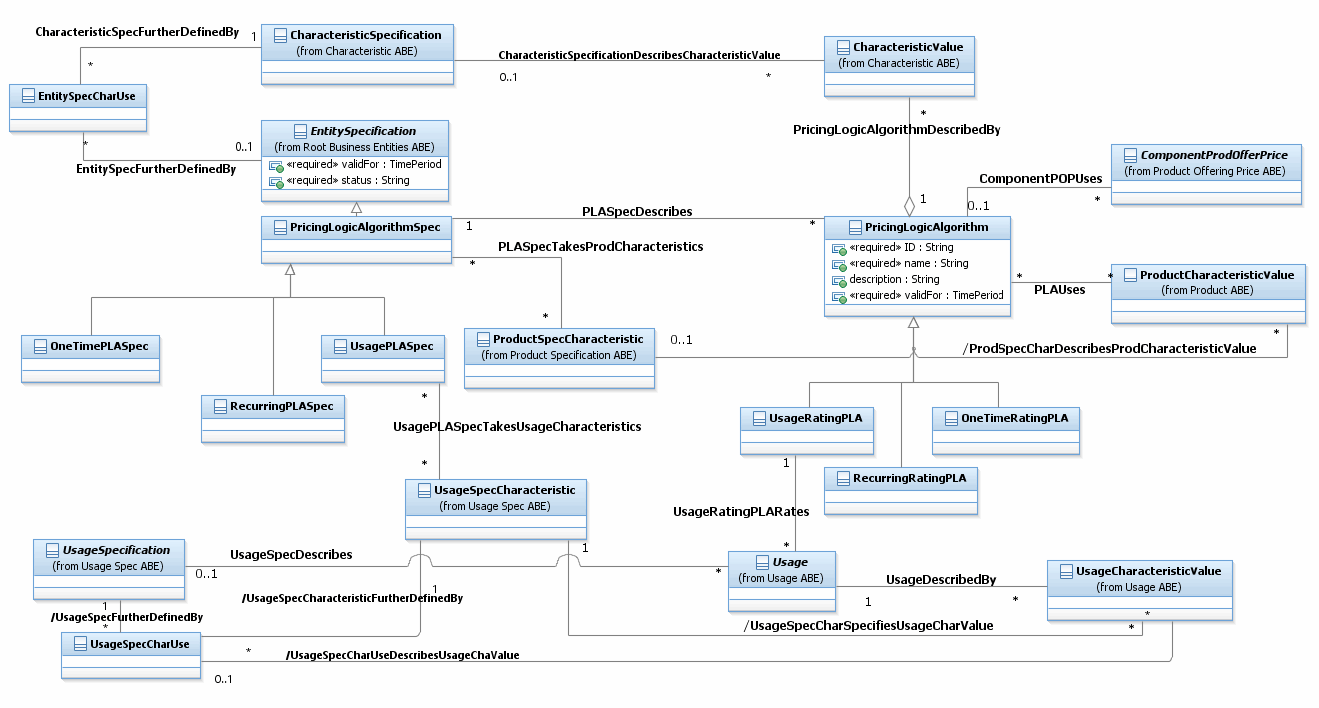 CharacteristicSpecFurtherDefinedBy
1
*
CharacteristicSpecification
(from Characteristic ABE)
CharacteristicSpecificationDescribesCharacteristicValue
0..1
*
CharacteristicValue
(from Characteristic ABE)
EntitySpecCharUse
*
0..1
EntitySpecFurtherDefinedBy
EntitySpecification
(from Root Business Entities ABE)
«required» validFor : TimePeriod
«required» status : String
*
PricingLogicAlgorithmDescribedBy
1
ComponentProdOfferPrice
(from Product Offering Price ABE)
ComponentPOPUses
0..1
*
PricingLogicAlgorithmSpec
PLASpecDescribes
1
*
PLASpecTakesProdCharacteristics
*
*
PricingLogicAlgorithm
«required» ID : String
«required» name : String
description : String
«required» validFor : TimePeriod
*
*
PLAUses
ProductCharacteristicValue
(from Product ABE)
OneTimePLASpec
UsagePLASpec
RecurringPLASpec
ProductSpecCharacteristic
(from Product Specification ABE)
0..1
*
/ProdSpecCharDescribesProdCharacteristicValue
*
UsagePLASpecTakesUsageCharacteristics
*
UsageRatingPLA
OneTimeRatingPLA
RecurringRatingPLA
1
UsageRatingPLARates
*
UsageSpecCharacteristic
(from Usage Spec ABE)
UsageSpecification
(from Usage Spec ABE)
UsageSpecDescribes
0..1
*
1
Usage
(from Usage ABE)
UsageDescribedBy
1
*
UsageCharacteristicValue
(from Usage ABE)
*
1
/UsageSpecCharacteristicFurtherDefinedBy
1
/UsageSpecFurtherDefinedBy
*
/UsageSpecCharSpecifiesUsageCharValue
*
UsageSpecCharUse
*
/UsageSpecCharUseDescribesUsageChaValue
0..1